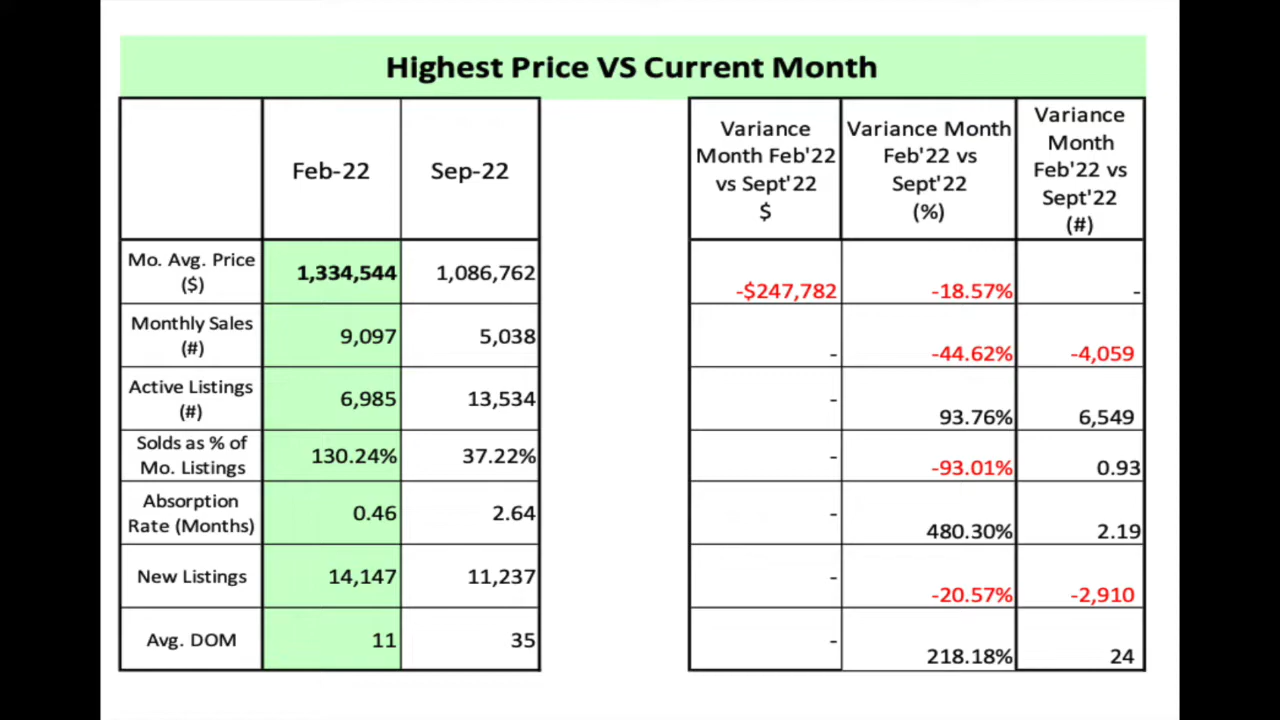 Highest Price VS Current Month
Feb-22
Sep-22
Variance
Month Feb'22
vs Sept'22
$
Variance Month
Feb'22 vs
Sept'22
(%)
Variance
Month
Feb'22 vs
Sept'22
(#)
Mo. Avg. Price
($)
1,334,544
1,086,762
-$247,782
-18.57%
-
Monthly Sales
(#)
9,097
5,038
-
-44.62%
-4,059
Active Listings
(#)
6,985
13,534
-
93.76%
6,549
Solds as % of
Mo. Listings
130.24%
37.22%
-
-93.01%
0.93
Absorption
Rate (Months)
0.46
2.64
-
480.30%
2.19
New Listings
14,147
11,237
-
-20.57%
-2,910
Avg. DOM
11
35
-
218.18%
24